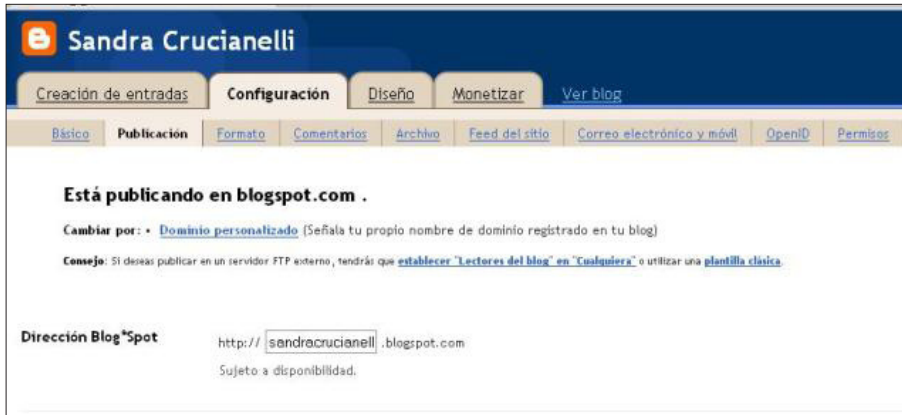 Sandra Crucianelli
Creación de entradas Configuración Diseño Monetizar Ver blog
Básico Publicación Formato Comentarios Archivo Feed del sitio Correo electrónico y móvil OpenID Permisos
Está publicando en blogspot.com .
Cambiar por: • Dominio personalizado (Señala tu propio nombre de dominio registrado en tu blog)
Consejo: Si deseas publicar en un servidor FTP externo, tendrás que establecer "Lectores del blog" en "Cualquiera" o utilizar una plantilla clásica.
Dirección Blog*Spot http:// sandracrucianell .blogspot.com
Sujeto a disponibilidad.